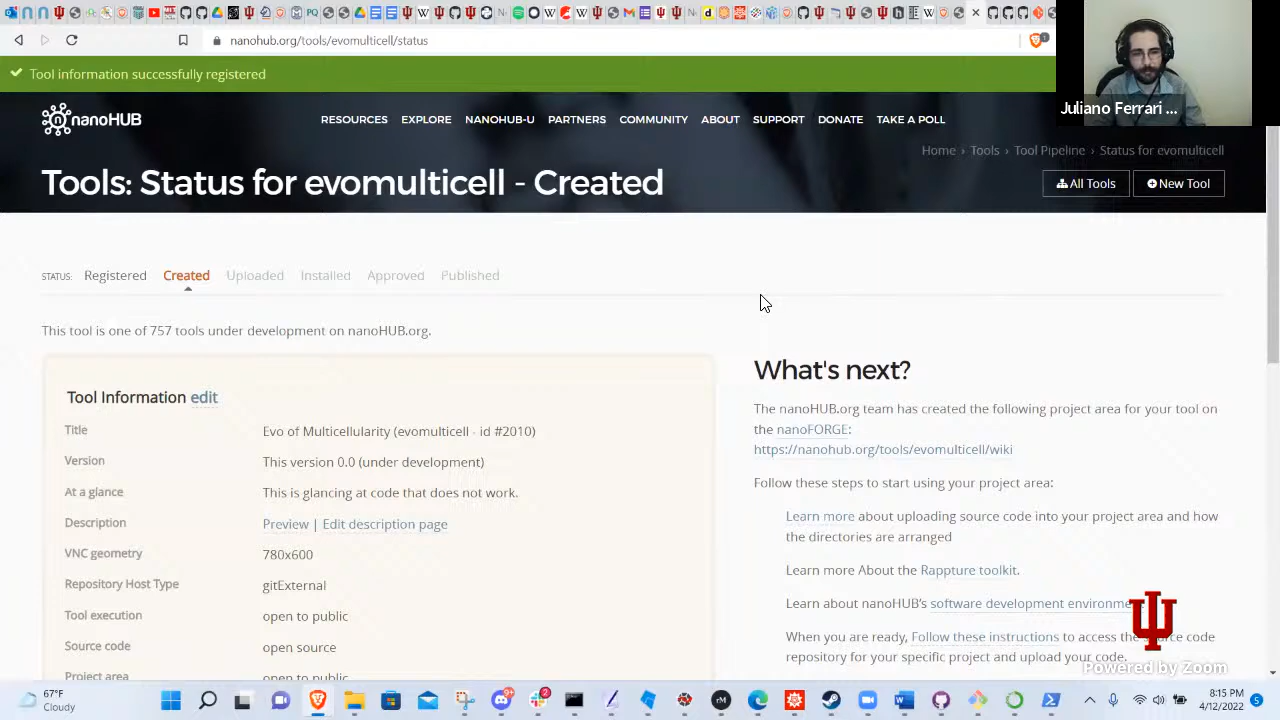 nanohub.org/tools/evomulticell/status
Tool information successfully registered
Juliano Ferrari ...
nanoHUB
RESOURCES EXPLORE NANOHUB-U PARTNERS COMMUNITY ABOUT SUPPORT DONATE TAKE A POLL
Home › Tools › Tool Pipeline › Status for evomulticell
Tools: Status for evomulticell - Created
All Tools New Tool
STATUS: Registered Created Uploaded Installed Approved Published
This tool is one of 757 tools under development on nanoHUB.org.
Tool Information edit
Title Evo of Multicellularity (evomulticell - id #2010)
Version This version 0.0 (under development)
At a glance This is glancing at code that does not work.
Description Preview | Edit description page
VNC geometry 780x600
Repository Host Type gitExternal
Tool execution open to public
Source code open source
Project area open to public
What's next?
The nanoHUB.org team has created the following project area for your tool on
the nanoFORGE:
https://nanohub.org/tools/evomulticell/wiki
Follow these steps to start using your project area:
Learn more about uploading source code into your project area and how
the directories are arranged
Learn more About the Rappture toolkit.
Learn about nanoHUB's software development
When you are ready, Follow these instructions to access the code
repository for your specific project and upload your code.
Powered by Zoom
67°F
Cloudy
8:15 PM
4/12/2022